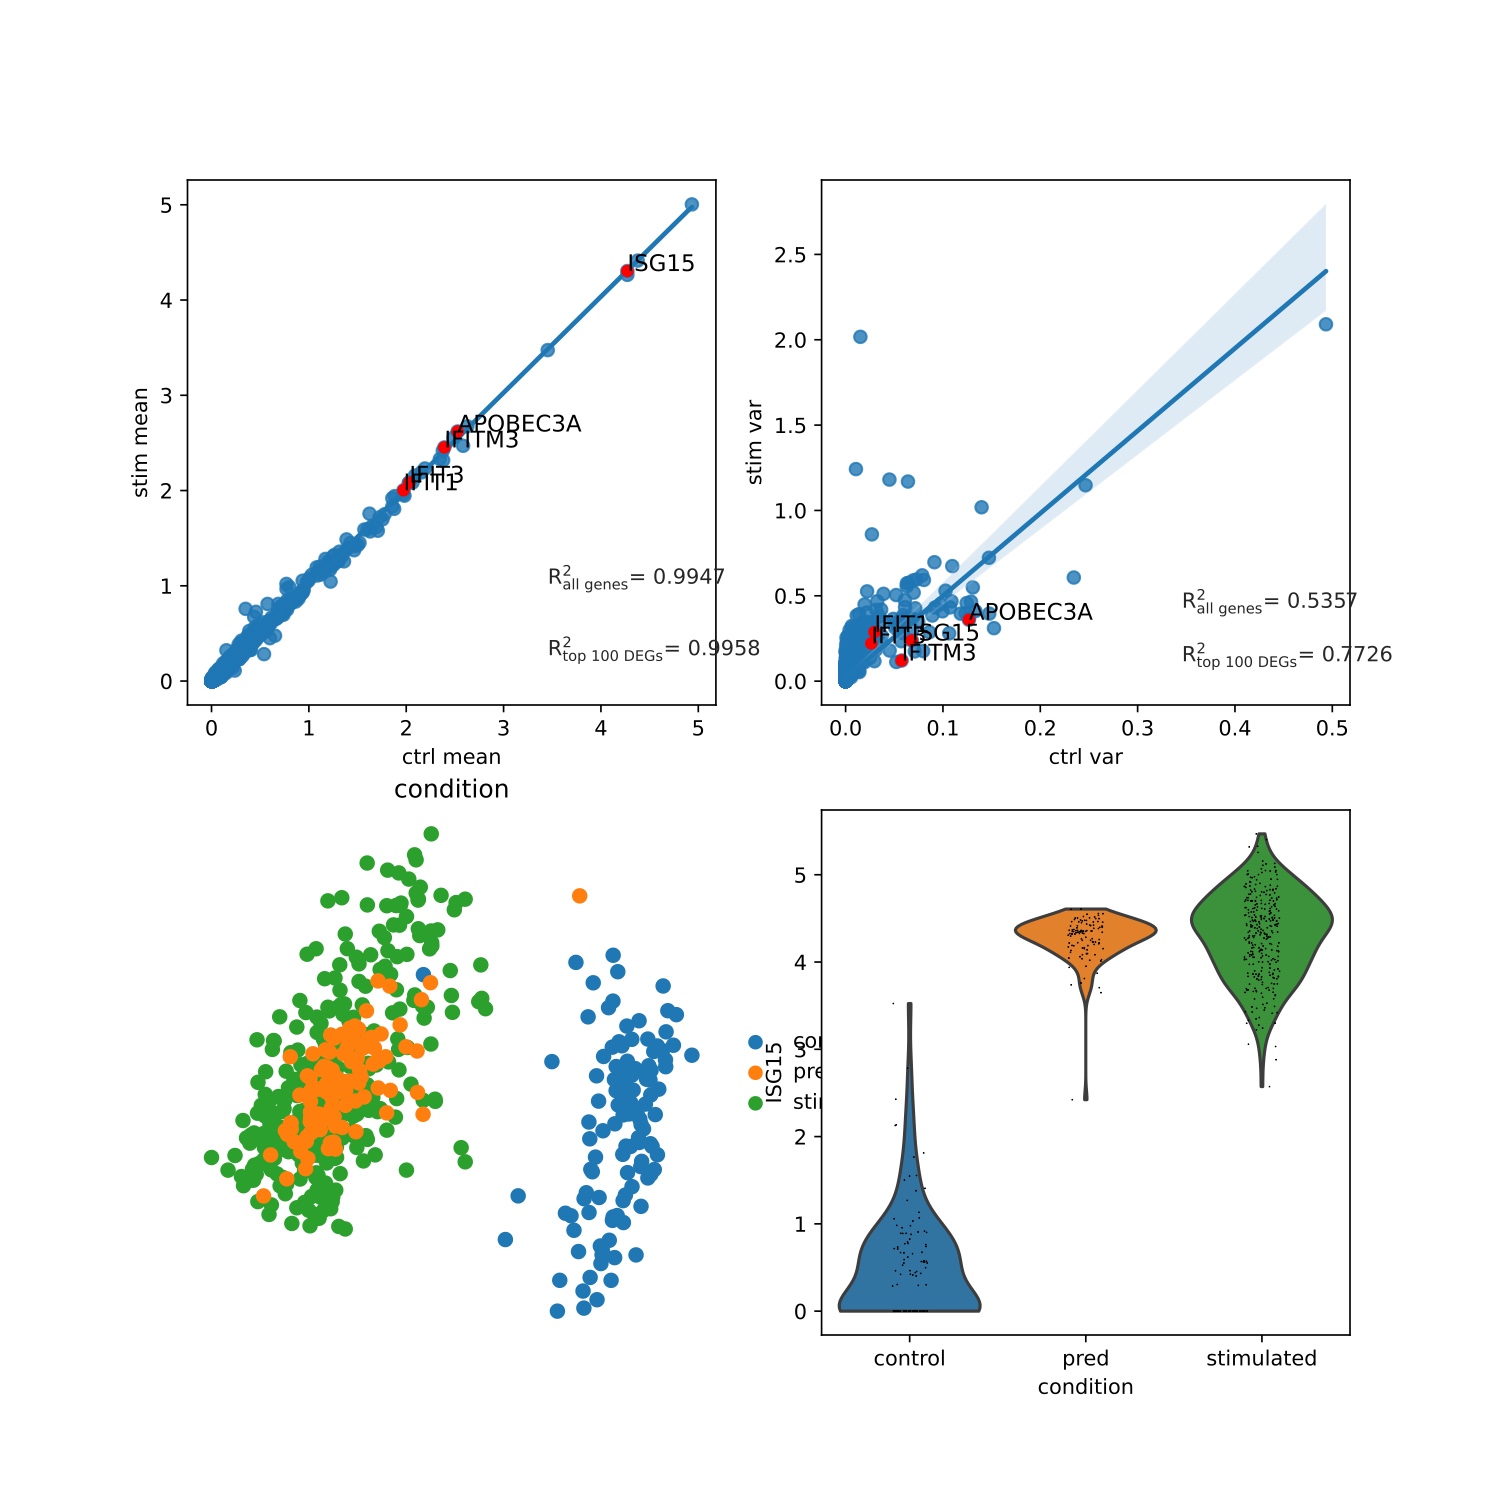 5
4
3
2
1
0
stim mean
ISG15
APOBEC3A
IFITM3
IFIT3
IFIT1
R²all genes= 0.9947
R²top 100 DEGs= 0.9958
0 1 2 3 4 5
ctrl mean
2.5
2.0
1.5
1.0
0.5
0.0
stim var
APOBEC3A
IFIT1
ISG15
IFIT3
IFITM3
R²all genes= 0.5357
R²top 100 DEGs= 0.7726
0.0 0.1 0.2 0.3 0.4 0.5
ctrl var
condition
pre
5
4
3
2
1
0
ISG15
control pred stimulated
condition